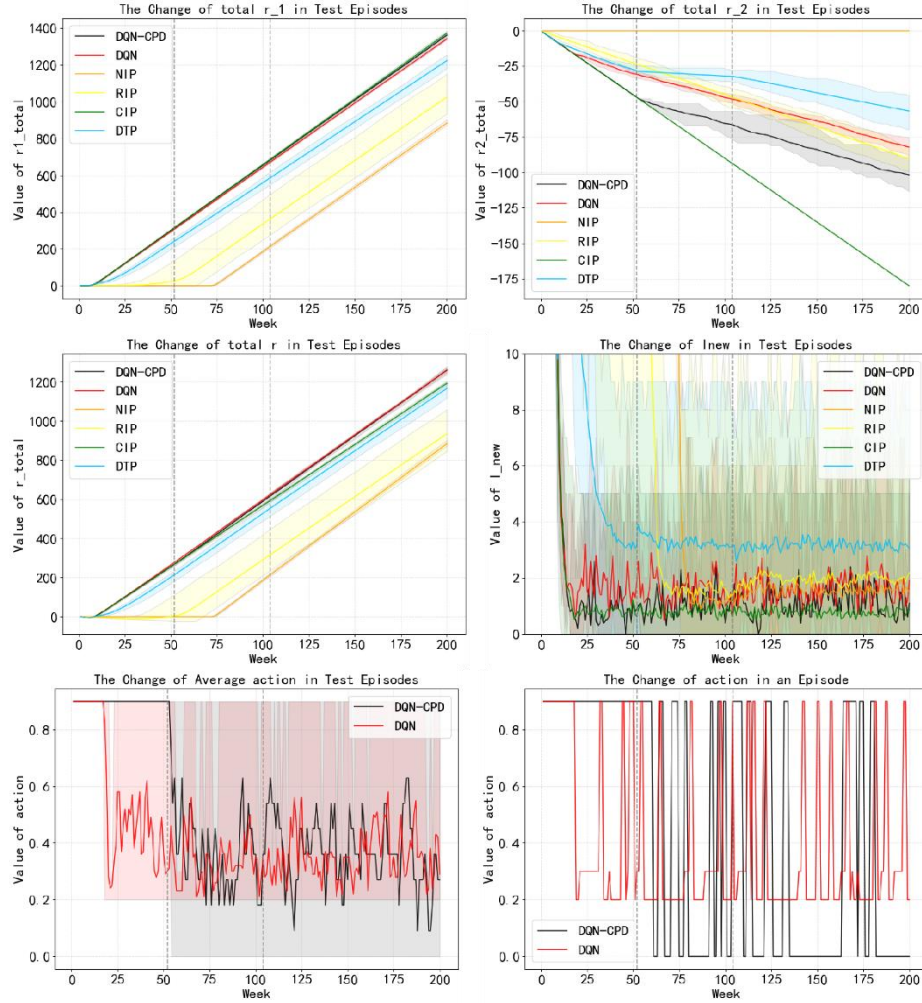 The Change of total r_1 in Test Episodes
Value of r1_total
1400
1200
1000
800
600
400
200
0
DQN-CPD
DQN
NIP
RIP
CIP
DTP
0 25 50 75 100 125 150 175 200
Week
The Change of total r_2 in Test Episodes
Value of r2_total
0
-25
-50
-75
-100
-125
-150
-175
DQN-CPD
DQN
NIP
RIP
CIP
DTP
0 25 50 75 100 125 150 175 200
Week
The Change of total r in Test Episodes
Value of r_total
1200
1000
800
600
400
200
0
DQN-CPD
DQN
NIP
RIP
CIP
DTP
0 25 50 75 100 125 150 175 200
Week
The Change of Inew in Test Episodes
Value of I_new
10
8
6
4
2
0
DQN-CPD
DQN
NIP
RIP
CIP
DTP
0 25 50 75 100 125 150 175 200
Week
The Change of Average action in Test Episodes
Value of action
0.8
0.6
0.4
0.2
0.0
DQN-CPD
DQN
0 25 50 75 100 125 150 175 200
Week
The Change of action in an Episode
Value of action
0.8
0.6
0.4
0.2
0.0
DQN-CPD
DQN
0 25 50 75 100 125 150 175 200
Week